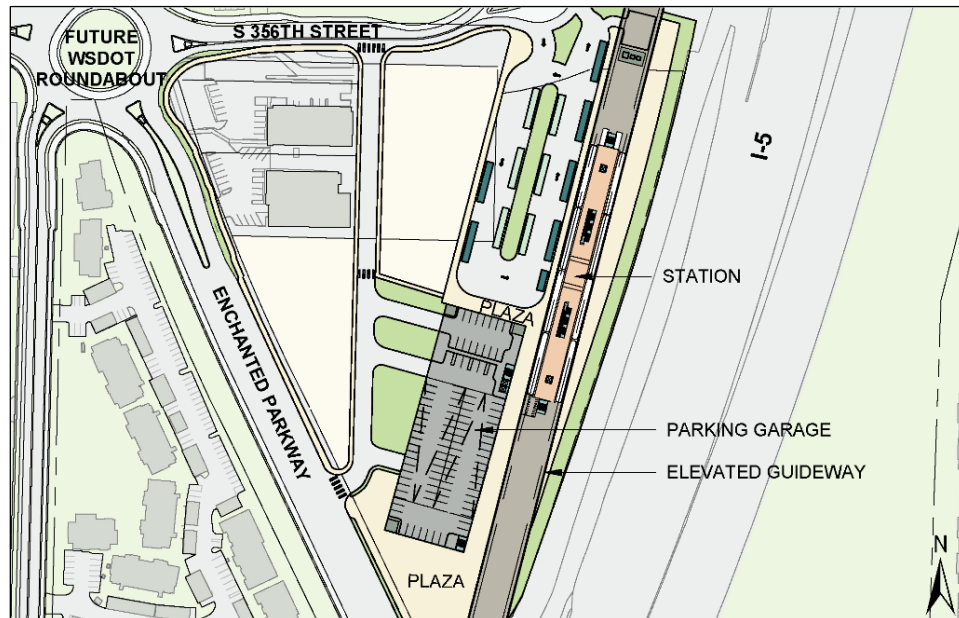 S 356TH STREET
FUTURE
WSDOT
ROUNDABOUT
I-5
STATION
PLAZA
ENCHANTED PARKWAY
PARKING GARAGE
ELEVATED GUIDEWAY
PLAZA
N